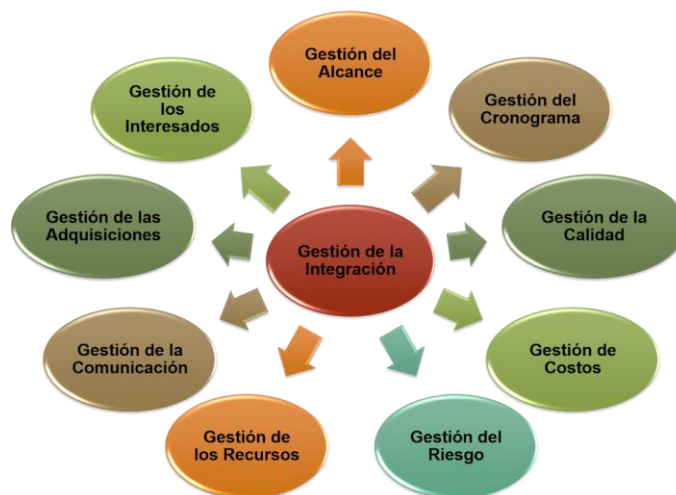 Gestión del
Alcance
Gestión del
Cronograma
Gestión de la
Calidad
Gestión de
Costos
Gestión del
Riesgo
Gestión de
los Recursos
Gestión de la
Comunicación
Gestión de las
Adquisiciones
Gestión de
los
Interesados
Gestión de la
Integración